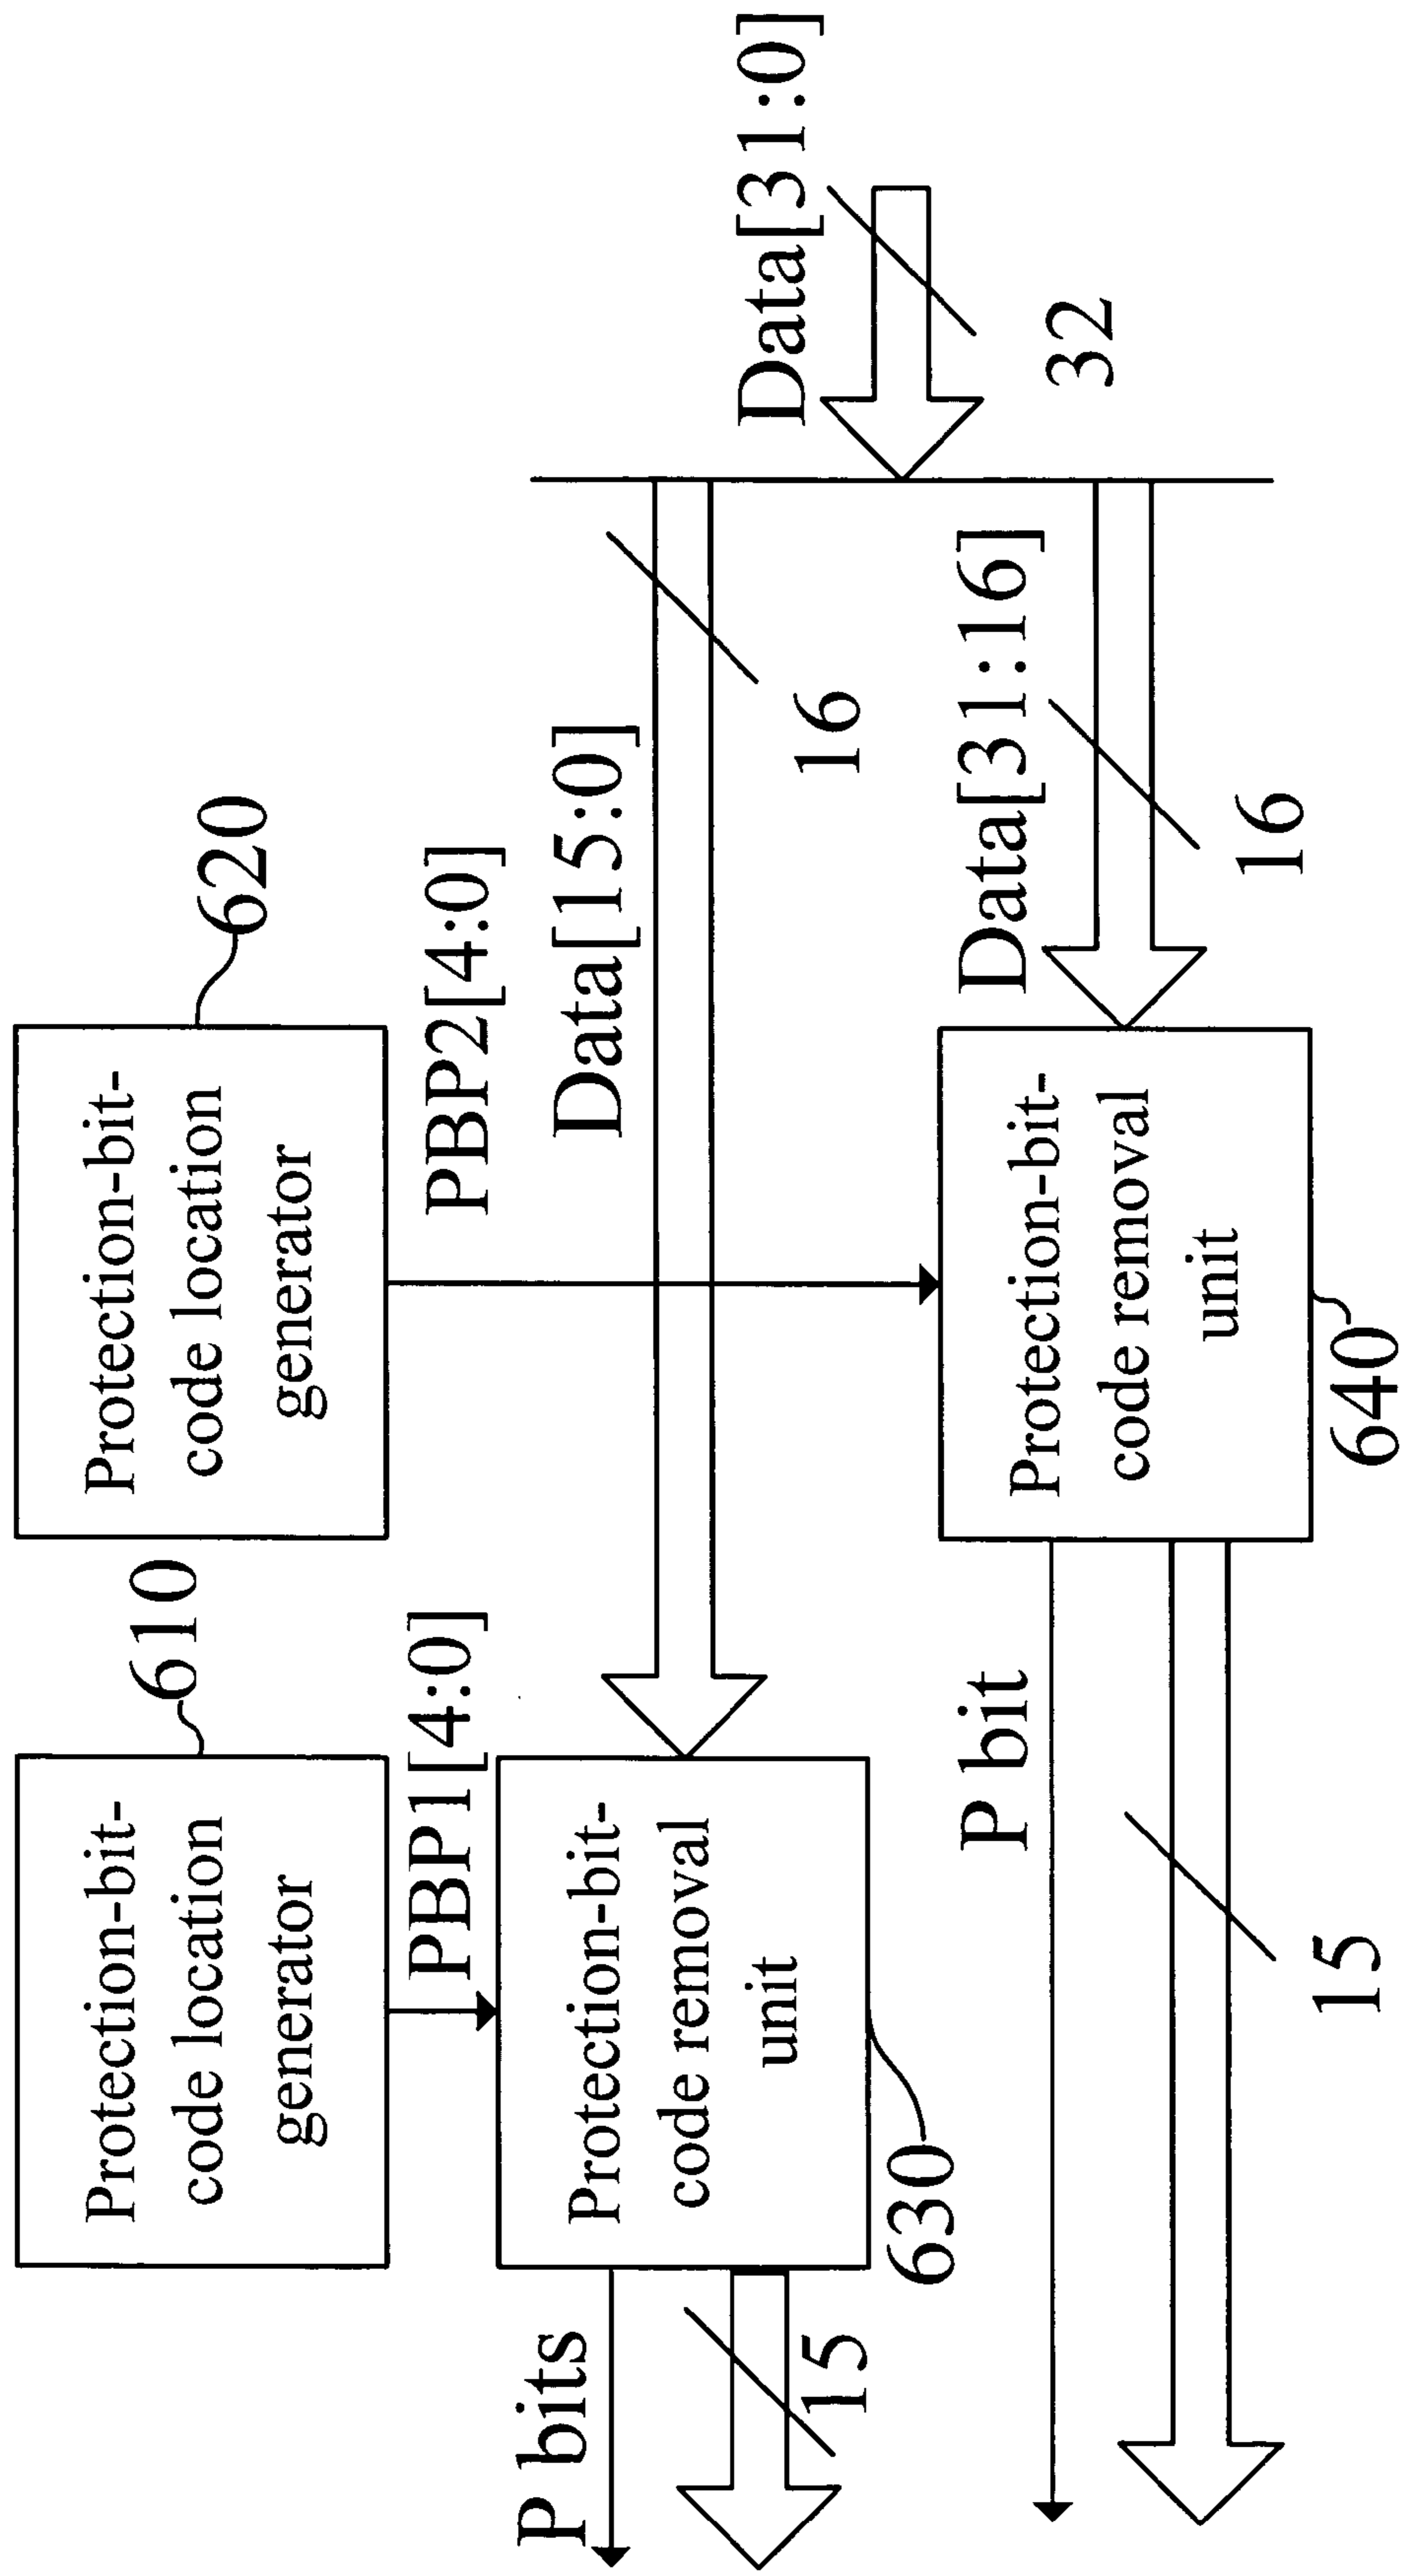 Protection-bit-
code location
generator
610
Protection-bit-
code location
generator
620
PBP1[4:0]
PBP2[4:0]
P bits
15
Protection-bit-
code removal
unit
630
Data[15:0]
16
Data[31:0]
32
P bit
15
Protection-bit-
code removal
unit
640
Data[31:16]
16